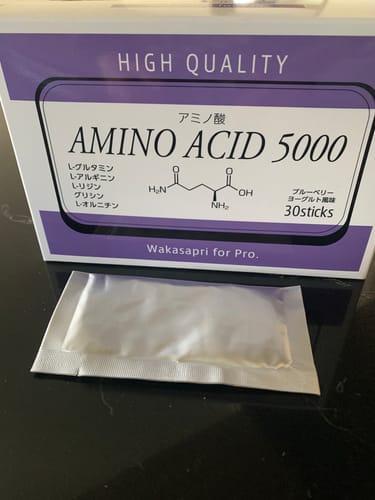 HIGH QUALITY
アミノ酸
AMINO ACID 5000
L-グルタミン
L-アルギニン
L-リジン
グリシン
L-オルニチン
O
O
H₂N
OH
NH₂
ブルーベリー
ヨーグルト風味
30sticks
Wakasapri for Pro.